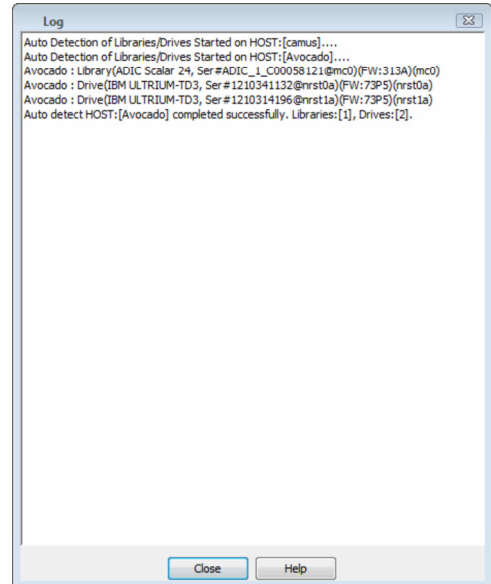 Log
Auto Detection of Libraries/Drives Started on HOST:[camus]....
Auto Detection of Libraries/Drives Started on HOST:[Avocado]....
Avocado : Library(ADIC Scalar 24, Ser#ADIC_1_C00058121@mc0)(FW:313A)(mc0)
Avocado : Drive(IBM ULTRIUM-TD3, Ser#1210341132@nrst0a)(FW:73P5)(nrst0a)
Avocado : Drive(IBM ULTRIUM-TD3, Ser#1210314196@nrst1a)(FW:73P5)(nrst1a)
Auto detect HOST:[Avocado] completed successfully. Libraries:[1], Drives:[2].
Close Help